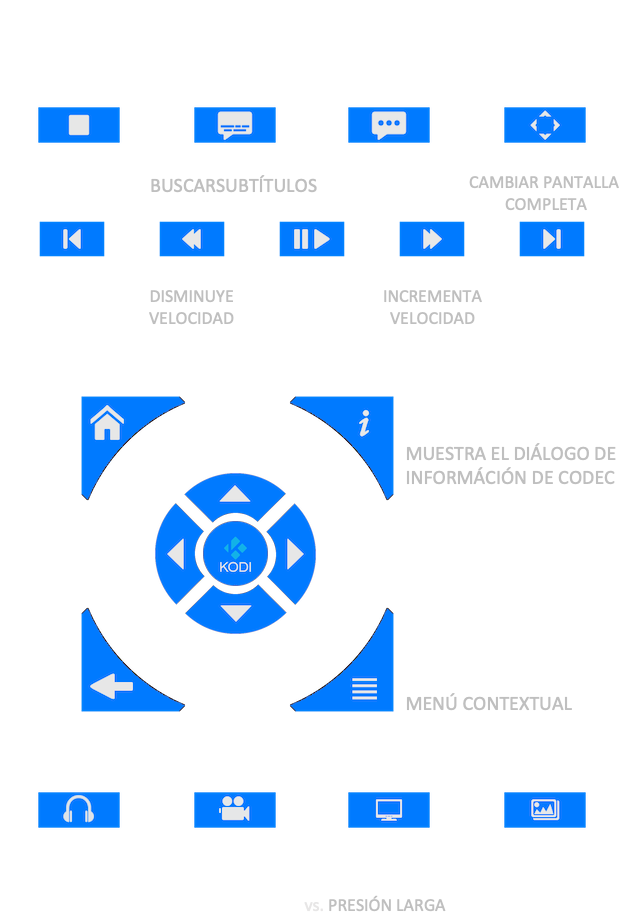 BUSCARSUBTÍTULOS
CAMBIAR PANTALLA
COMPLETA
DISMINUYE
VELOCIDAD
INCREMENTA
VELOCIDAD
i
MUESTRA EL DIÁLOGO DE
INFORMÁCIÓN DE CODEC
KODI
MENÚ CONTEXTUAL
vs. PRESIÓN LARGA